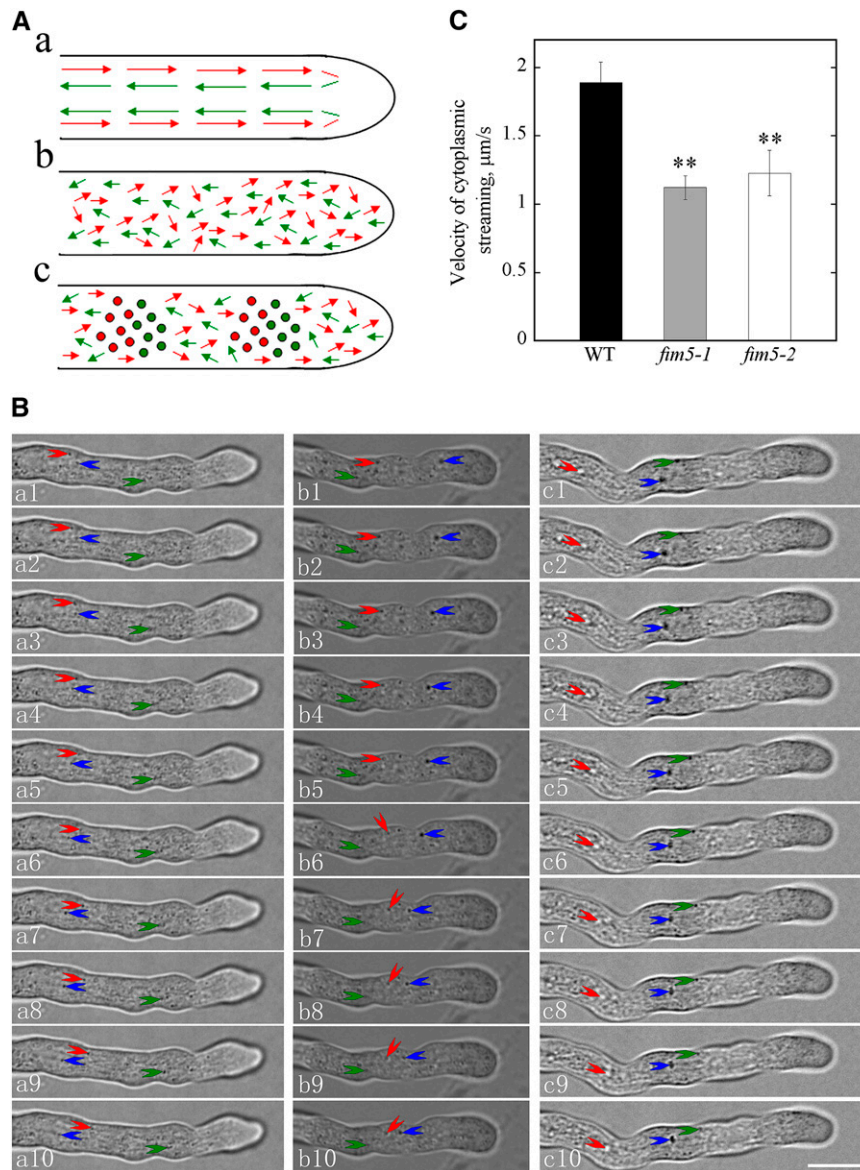 A
a
b
c
C
Velocity of cytoplasmic
streaming, µm/s
2
1.5
1
0.5
0
**
**
WT
fim5-1
fim5-2
B
a1
b1
c1
a2
b2
c2
a3
b3
c3
a4
b4
c4
a5
b5
c5
a6
b6
c6
a7
b7
c7
a8
b8
c8
a9
b9
c9
a10
b10
c10